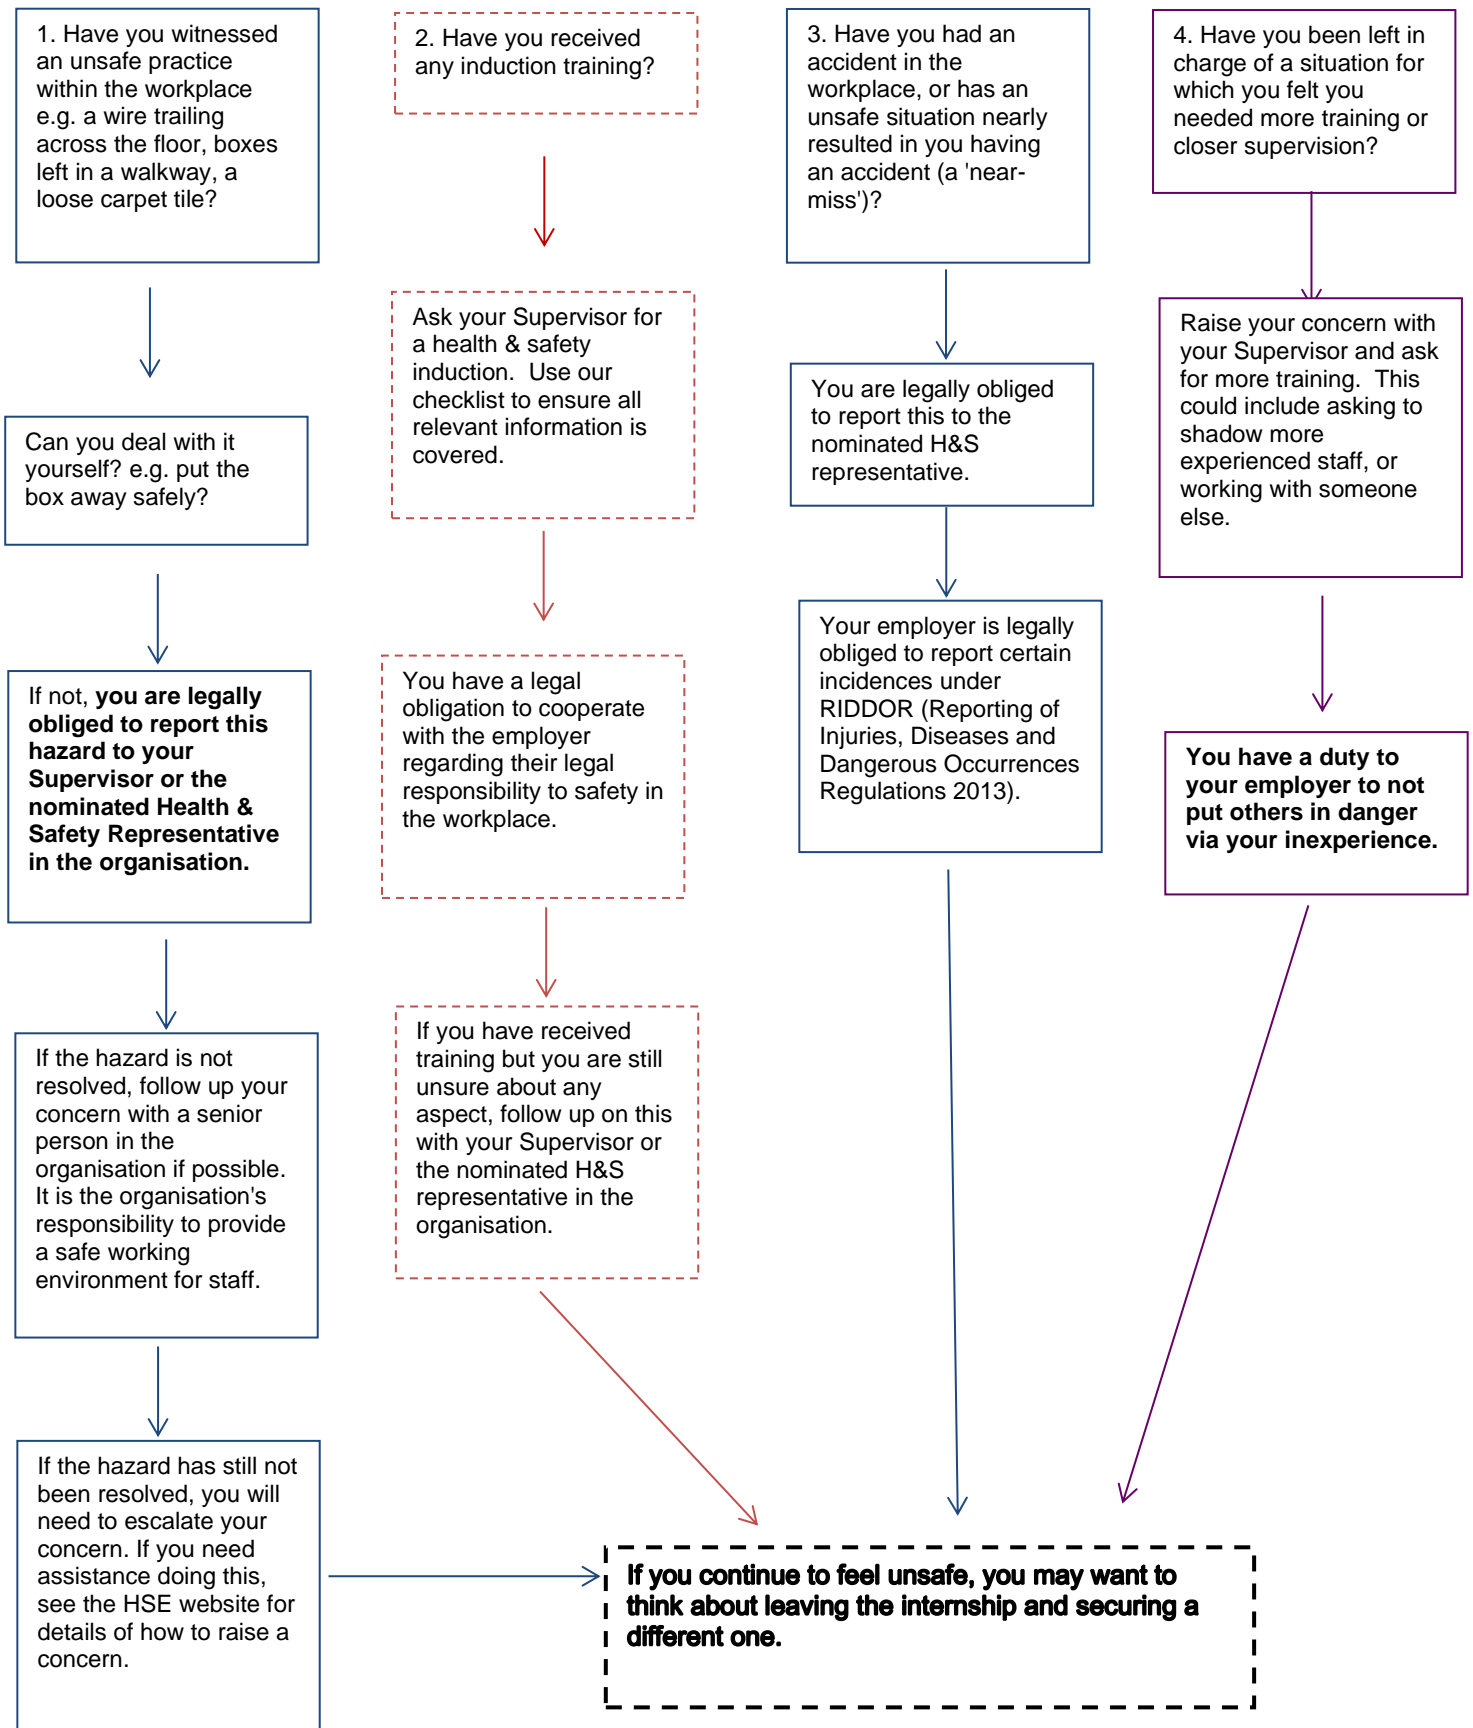 1. Have you witnessed
an unsafe practice
within the workplace
e.g. a wire trailing
across the floor, boxes
left in a walkway, a
loose carpet tile?
Can you deal with it
yourself? e.g. put the
box away safely?
If not, you are legally
obliged to report this
hazard to your
Supervisor or the
nominated Health &
Safety Representative
in the organisation.
If the hazard is not
resolved, follow up your
concern with a senior
person in the
organisation if possible.
It is the organisation's
responsibility to provide
a safe working
environment for staff.
If the hazard has still not
been resolved, you will
need to escalate your
concern. If you need
assistance doing this,
see the HSE website for
details of how to raise a
concern.
2. Have you received
any induction training?
Ask your Supervisor for
a health & safety
induction.  Use our
checklist to ensure all
relevant information is
covered.
You have a legal
obligation to cooperate
with the employer
regarding their legal
responsibility to safety in
the workplace.
If you have received
training but you are still
unsure about any
aspect, follow up on this
with your Supervisor or
the nominated H&S
representative in the
organisation.
3. Have you had an
accident in the
workplace, or has an
unsafe situation nearly
resulted in you having
an accident (a 'near-
miss')?
You are legally obliged
to report this to the
nominated H&S
representative.
Your employer is legally
obliged to report certain
incidences under
RIDDOR (Reporting of
Injuries, Diseases and
Dangerous Occurrences
Regulations 2013).
4. Have you been left in
charge of a situation for
which you felt you
needed more training or
closer supervision?
Raise your concern with
your Supervisor and ask
for more training.  This
could include asking to
shadow more
experienced staff, or
working with someone
else.
You have a duty to
your employer to not
put others in danger
via your inexperience.
If you continue to feel unsafe, you may want to
think about leaving the internship and securing a
different one.